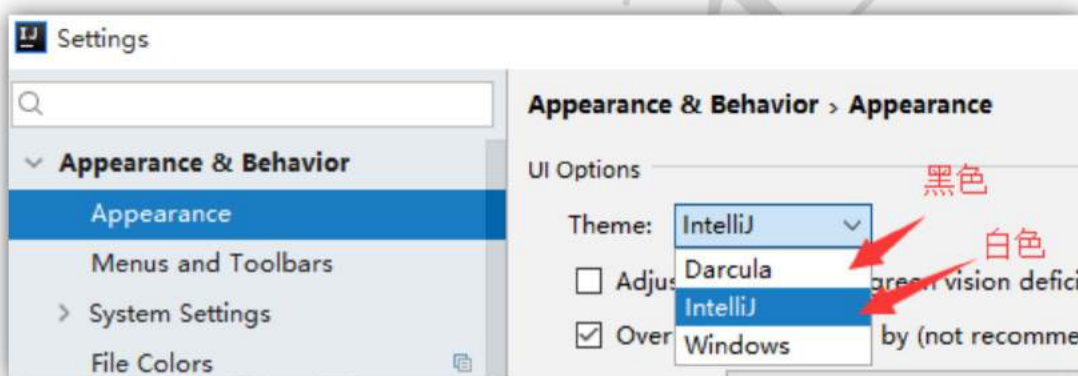 Settings
Appearance & Behavior
Appearance
Menus and Toolbars
System Settings
File Colors
Appearance & Behavior › Appearance
UI Options
黑色
Theme: IntelliJ
白色
Darcula
Adjus green vision defici
IntelliJ
Over by (not recomme
Windows